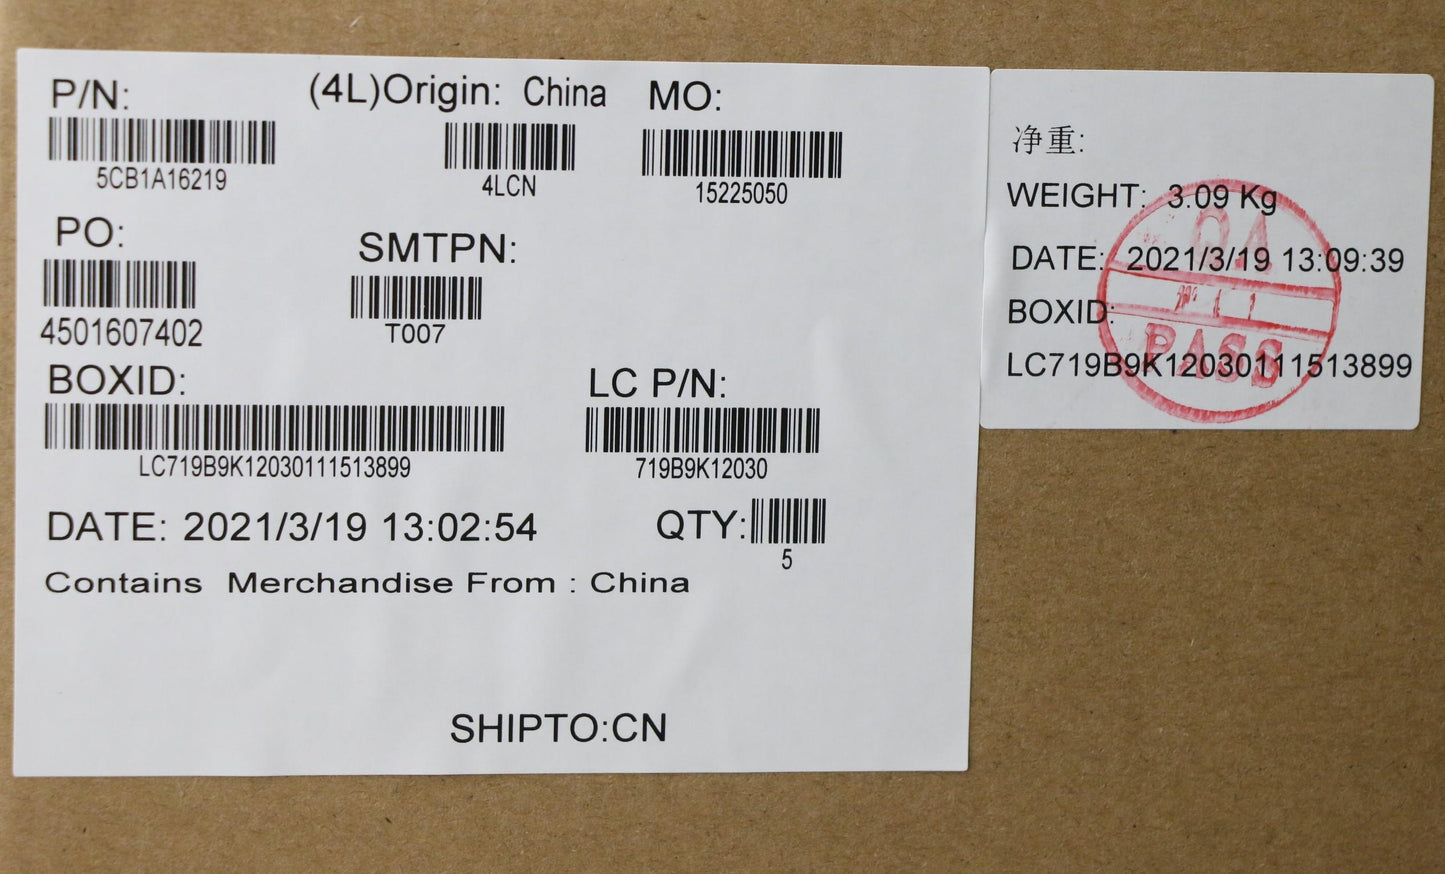 P/N: (4L)Origin: China MO:
5CB1A16219 4LCN 15225050
PO: SMTPN:
4501607402 T007
BOXID: LC P/N:
LC719B9K12030111513899 719B9K12030
DATE: 2021/3/19 13:02:54 QTY:
5
Contains Merchandise From : China
SHIPTO:CN
净重:
WEIGHT: 3.09 Kg
QA
DATE: 2021/3/19 13:09:39
BOXID:
PASS
LC719B9K12030111513899